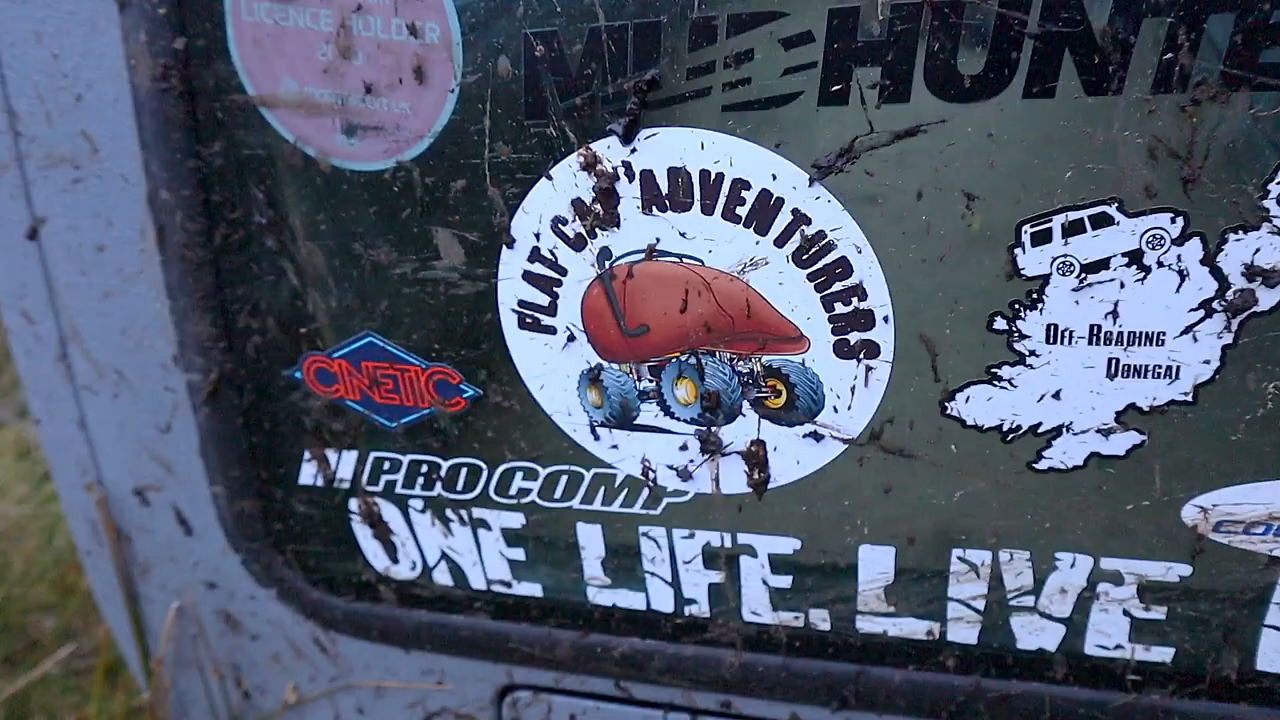 LICENCE HOLDER
FLAT CAP 'ADVENTURERS'
OFF-ROADING
DONEGAL
CINETIC
PRO COMP
ONE LIFE. LIVE